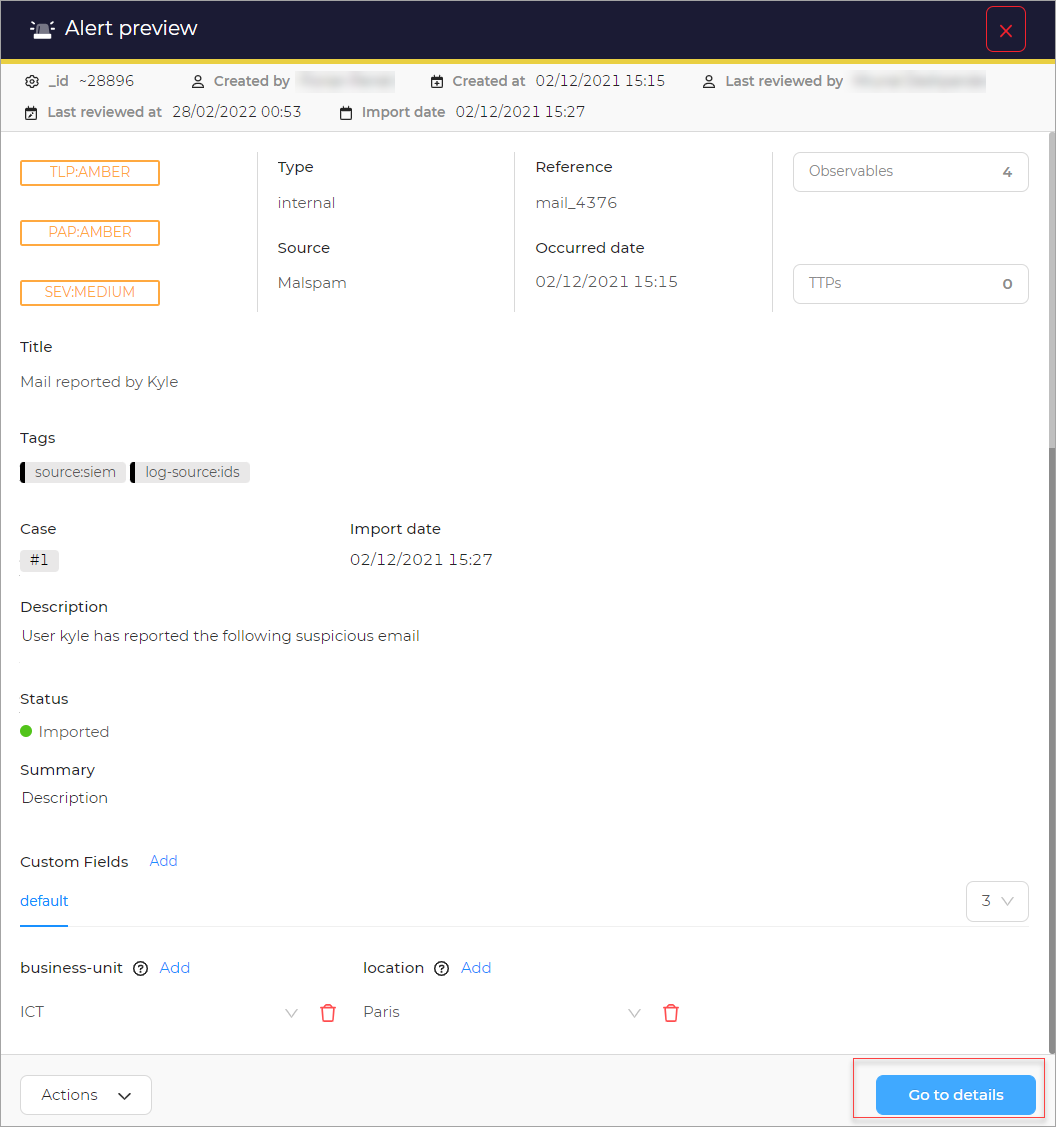 Alert preview
_id ~28896 Created by Created at 02/12/2021 15:15 Last reviewed by
Last reviewed at 28/02/2022 00:53 Import date 02/12/2021 15:27
TLP:AMBER Type Reference Observables 4
internal mail_4376
PAP:AMBER Source Occurred date
SEV:MEDIUM Malspam 02/12/2021 15:15 TTPs 0
Title
Mail reported by Kyle
Tags
source:siem log-source:ids
Case Import date
#1 02/12/2021 15:27
Description
User kyle has reported the following suspicious email
Status
Imported
Summary
Description
Custom Fields Add
default 3
business-unit Add location Add
ICT Paris
Actions Go to details